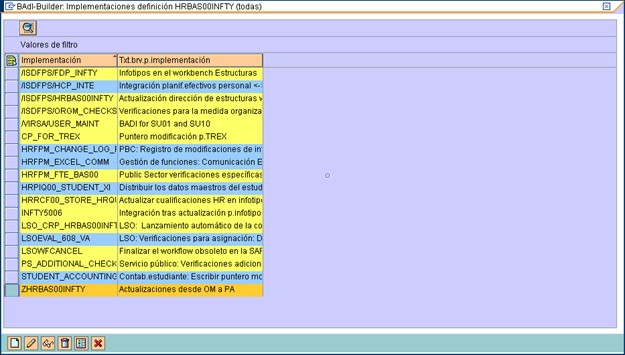 BAdI-Builder: Implementaciones definición HRBAS00INFTY (todas)
Valores de filtro
Implementación Txt.brv.p.implementación
/ISDFPS/FDP_INFTY Infotipos en el workbench Estructuras
/ISDFPS/HCP_INTE Integración planif.efectivos personal <-
/ISDFPS/HRBAS00INFTY Actualización dirección de estructuras v
/ISDFPS/ORGM_CHECKS Verificaciones para la medida organiza
/VIRSA/USER_MAINT BADI for SU01 and SU10
CP_FOR_TREX Puntero modificación p.TREX
HRFPM_CHANGE_LOG_ PBC: Registro de modificaciones de in
HRFPM_EXCEL_COMM Gestión de funciones: Comunicación E
HRFPM_FTE_BAS00 Public Sector verificaciones específicas
HRPIQ00_STUDENT_XI Distribuir los datos maestros del estud
HRRCF00_STORE_HRQU Actualizar cualificaciones HR en infotip
INFTY5006 Integración tras actualización p.infotipo
LSO_CRP_HRBAS00INFT LSO: Lanzamiento automático de la co
LSOEVAL_608_VA LSO: Verificaciones para asignación: D
LSOWFCANCEL Finalizar el workflow obsoleto en la SAF
PS_ADDITIONAL_CHECK Servicio público: Verificaciones adicion
STUDENT_ACCOUNTING Contab.estudiante: Escribir puntero mo
ZHRBAS00INFTY Actualizaciones desde OM a PA